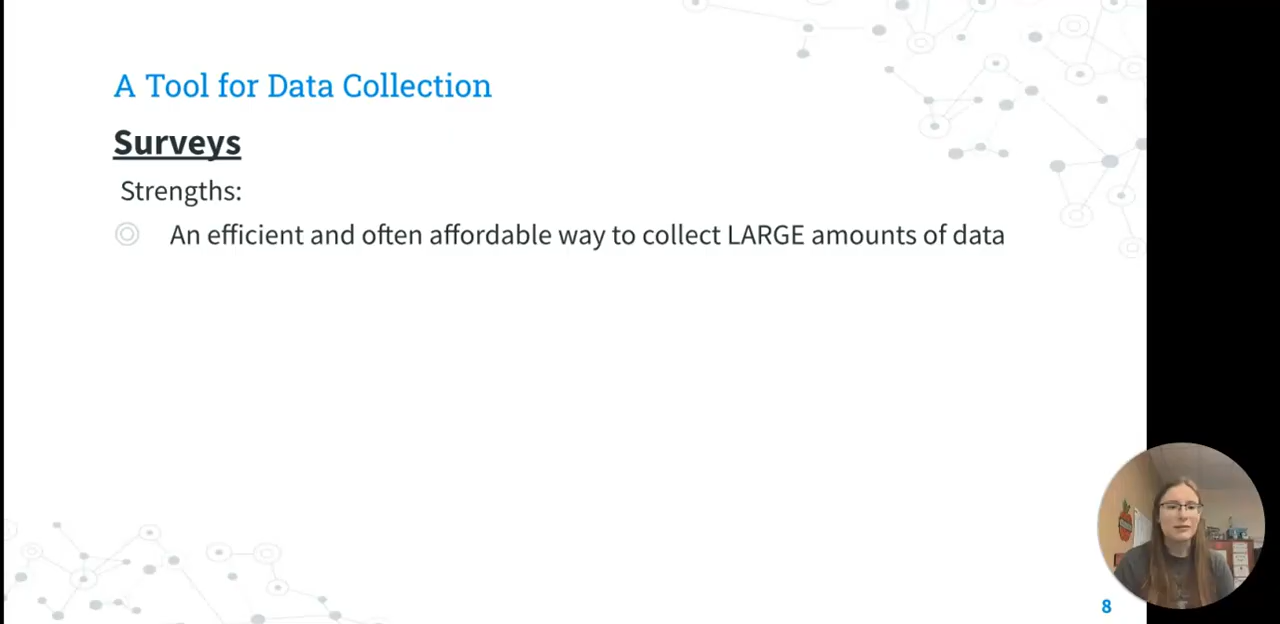 A Tool for Data Collection
Surveys
Strengths:
An efficient and often affordable way to collect LARGE amounts of data
8